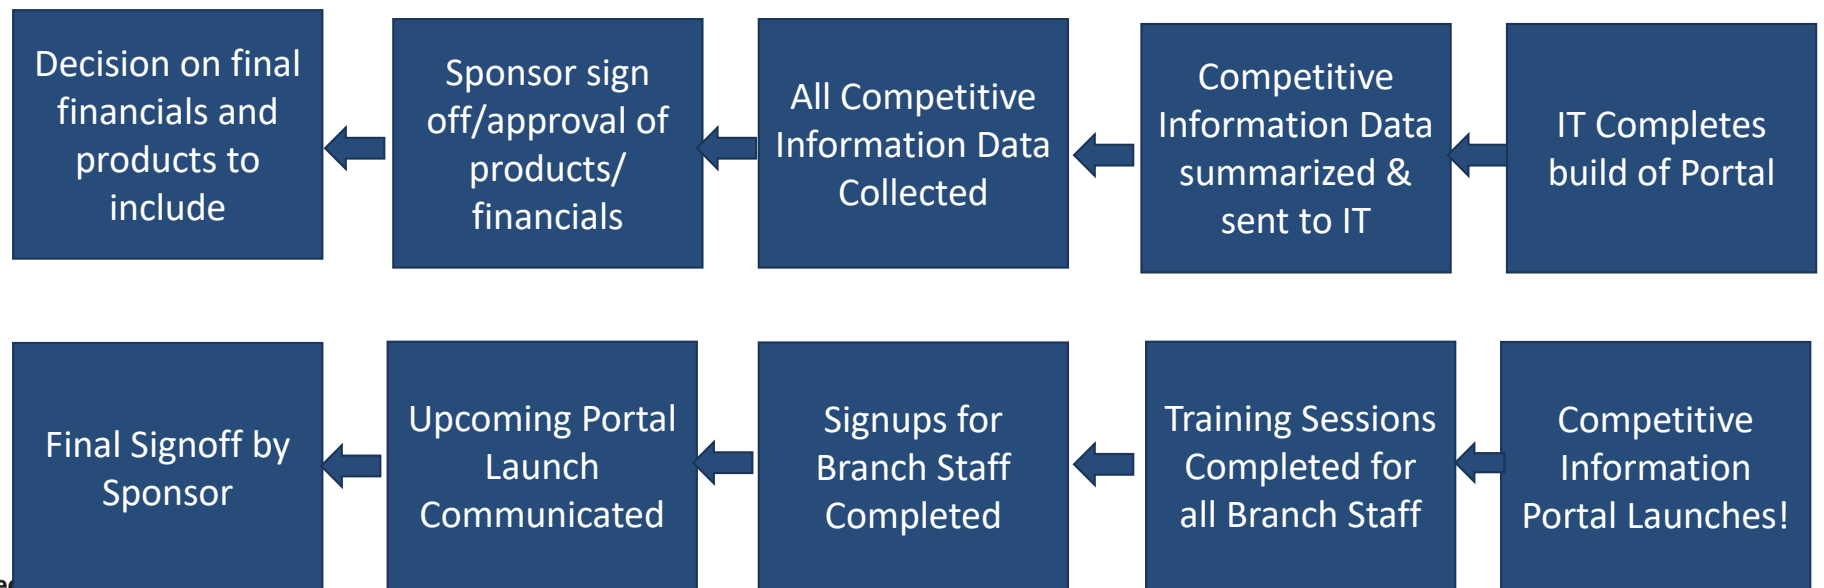 Decision on final
financials and
products to
include
Sponsor sign
off/approval of
products/
financials
All Competitive
Information Data
Collected
Competitive
Information Data
summarized &
sent to IT
IT Completes
build of Portal
Final Signoff by
Sponsor
Upcoming Portal
Launch
Communicated
Signups for
Branch Staff
Completed
Training Sessions
Completed for
all Branch Staff
Competitive
Information
Portal Launches!